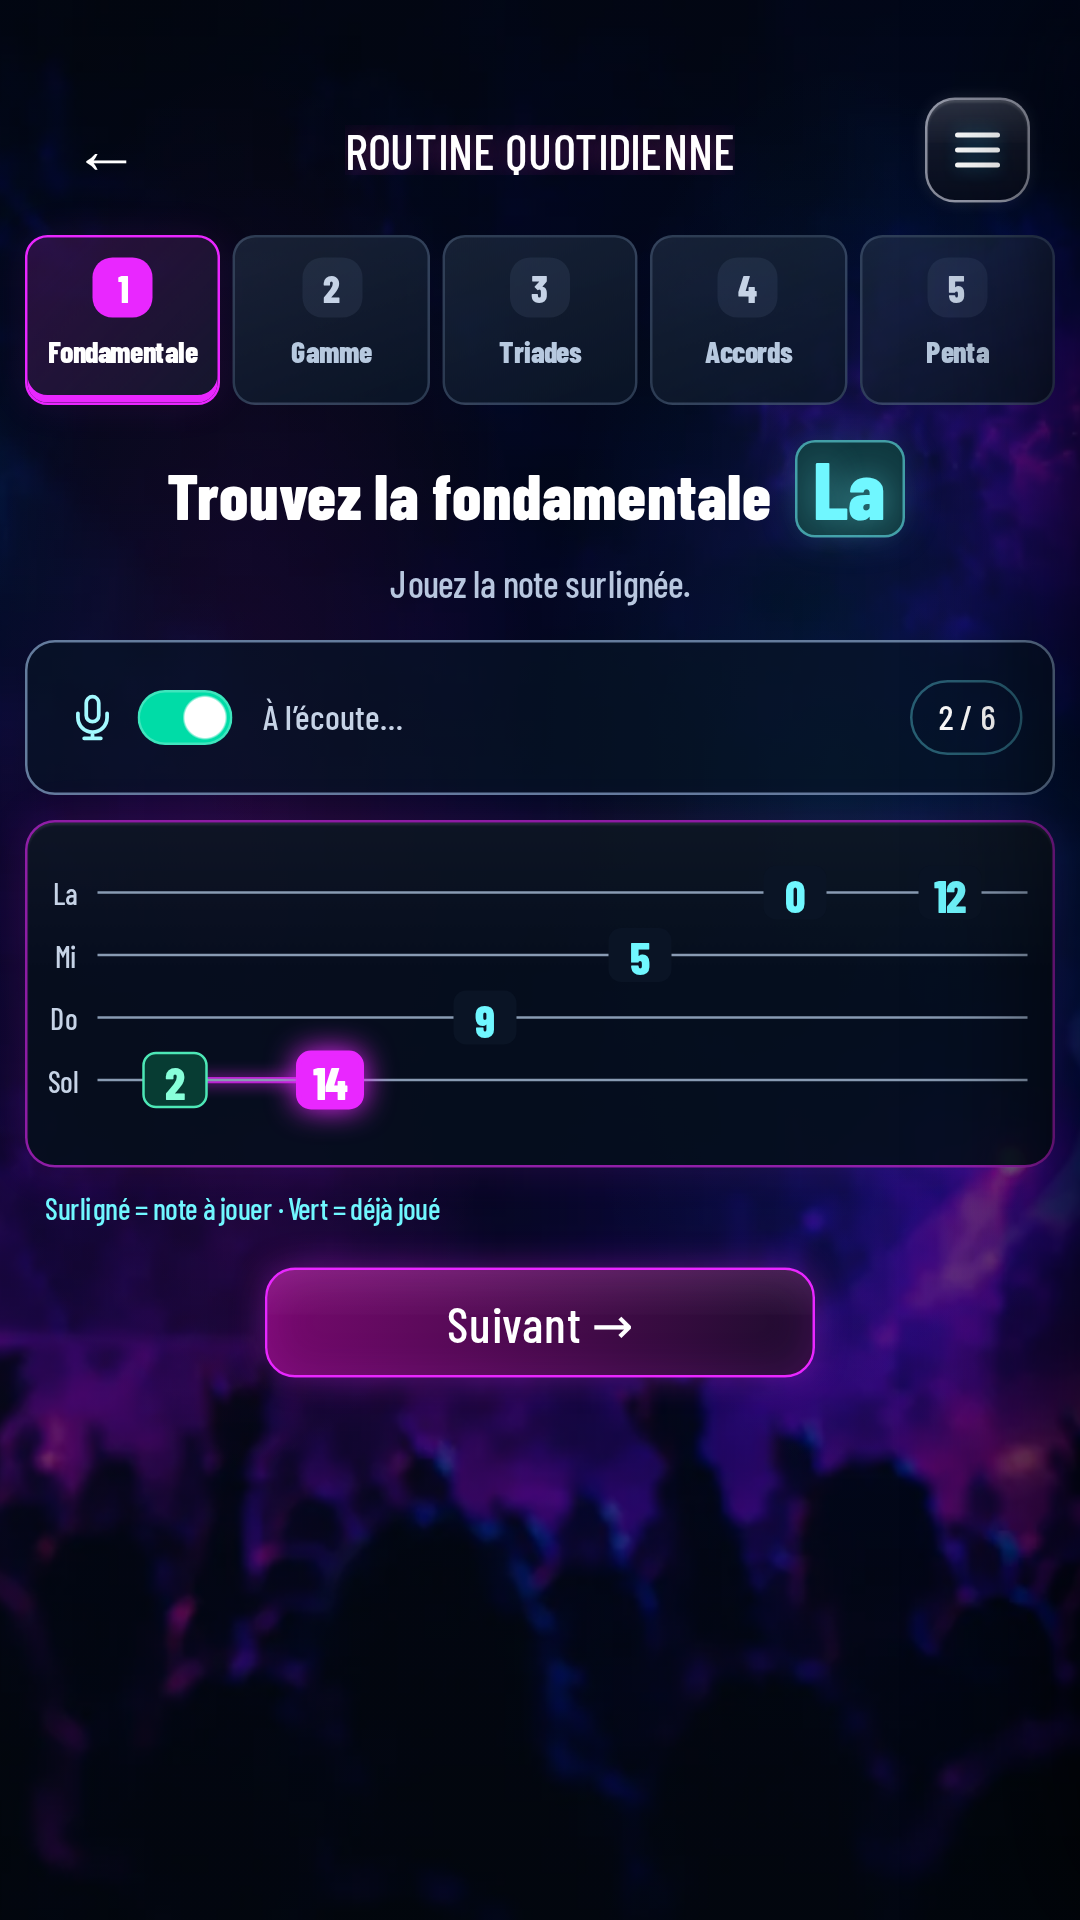 ←
ROUTINE QUOTIDIENNE
1
Fondamentale
2
Gamme
3
Triades
4
Accords
5
Penta
Trouvez la fondamentale La
Jouez la note surlignée.
À l’écoute...
2 / 6
La 0 12
Mi 5
Do 9
Sol 2 14
Surligné = note à jouer · Vert = déjà joué
Suivant →